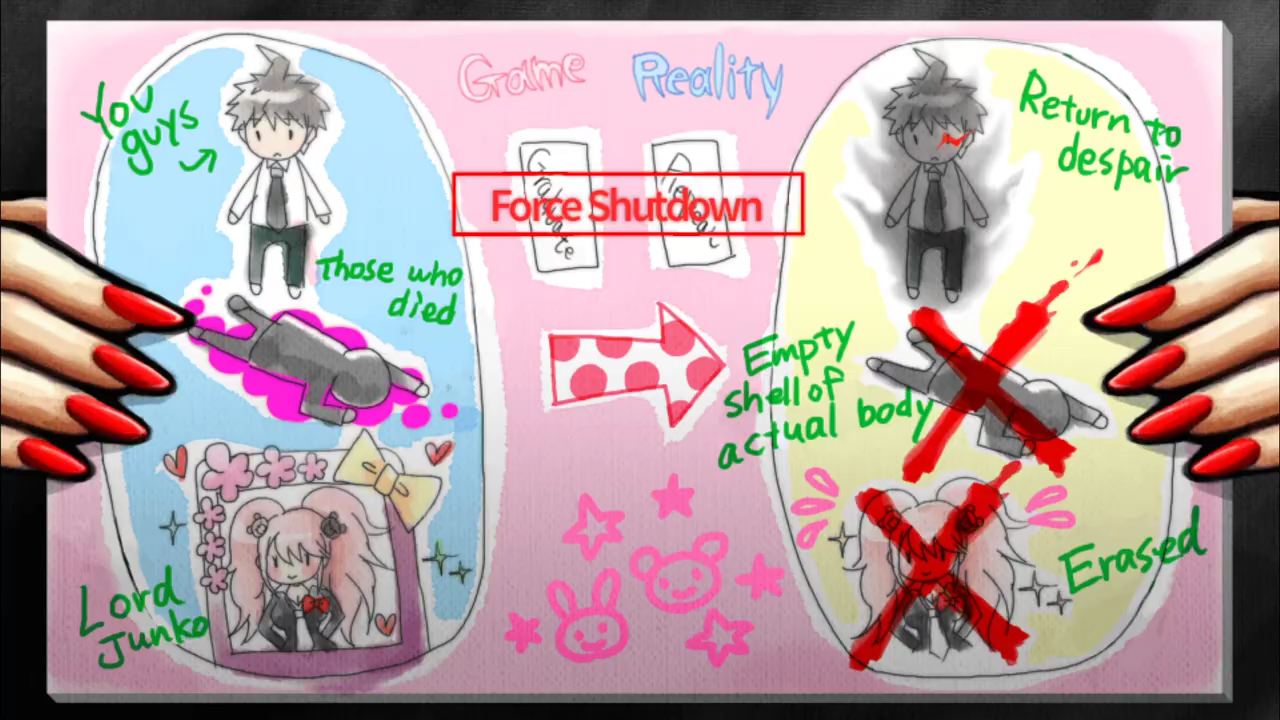 Game
Reality
You
guys
Return to
despair
Graduate
Force Shutdown
Those who
died
Empty
shell of
actual body
Lord
Junko
Erased